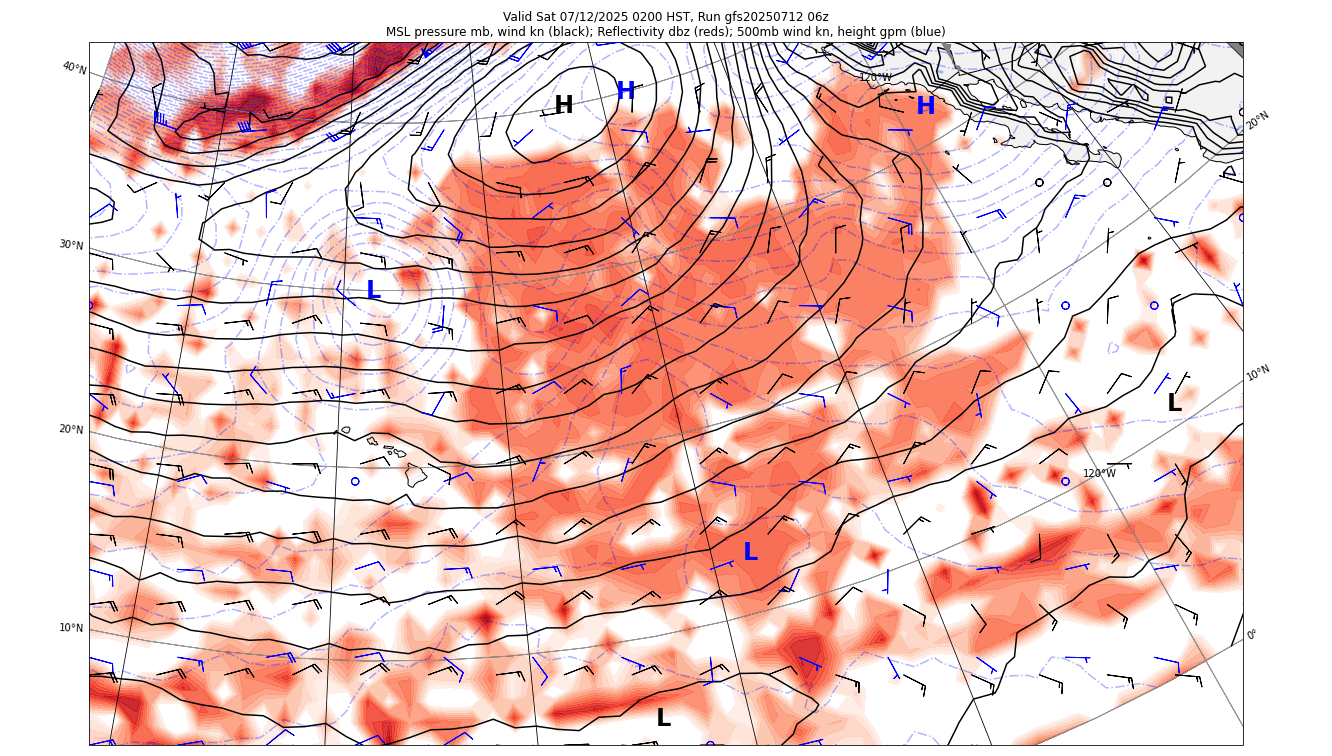 Valid Sat 07/12/2025 0200 HST, Run gfs20250712 06z
MSL pressure mb, wind kn (black); Reflectivity dbz (reds); 500mb wind kn, height gpm (blue)
40°N
120°W
H
H
H
20°N
30°N
L
10°N
L
20°N
120°W
L
10°N
0°
L